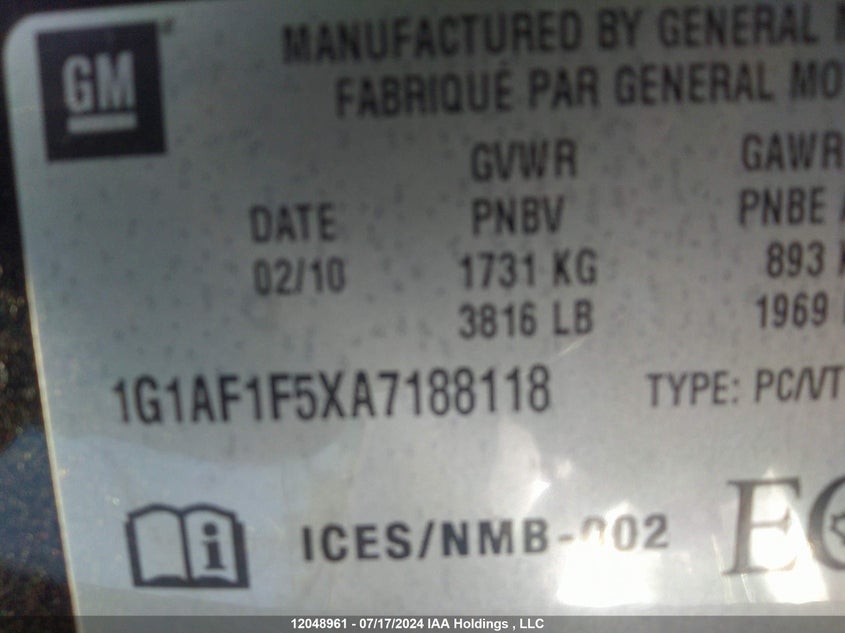 GM
MANUFACTURED BY GENERAL
FABRIQUÉ PAR GENERAL MO
GVWR GAWR
DATE PNBV PNBE
02/10 1731 KG 893
3816 LB 1969
1G1AF1F5XA7188118 TYPE: PC/VT
i
ICES/NMB-002
12048961 - 07/17/2024 IAA Holdings , LLC